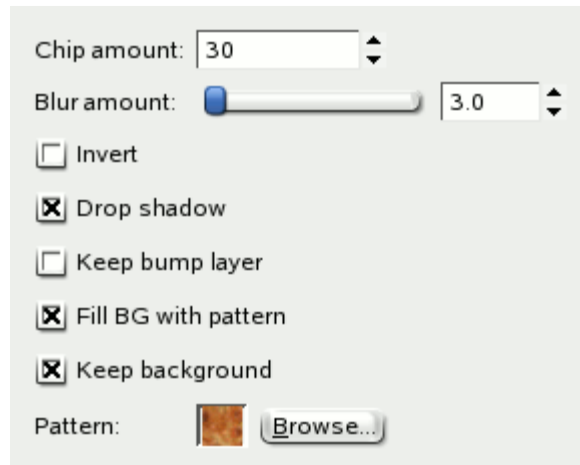 Chip amount: 30
Blur amount: 3.0
Invert
Drop shadow
Keep bump layer
Fill BG with pattern
Keep background
Pattern: Browse...